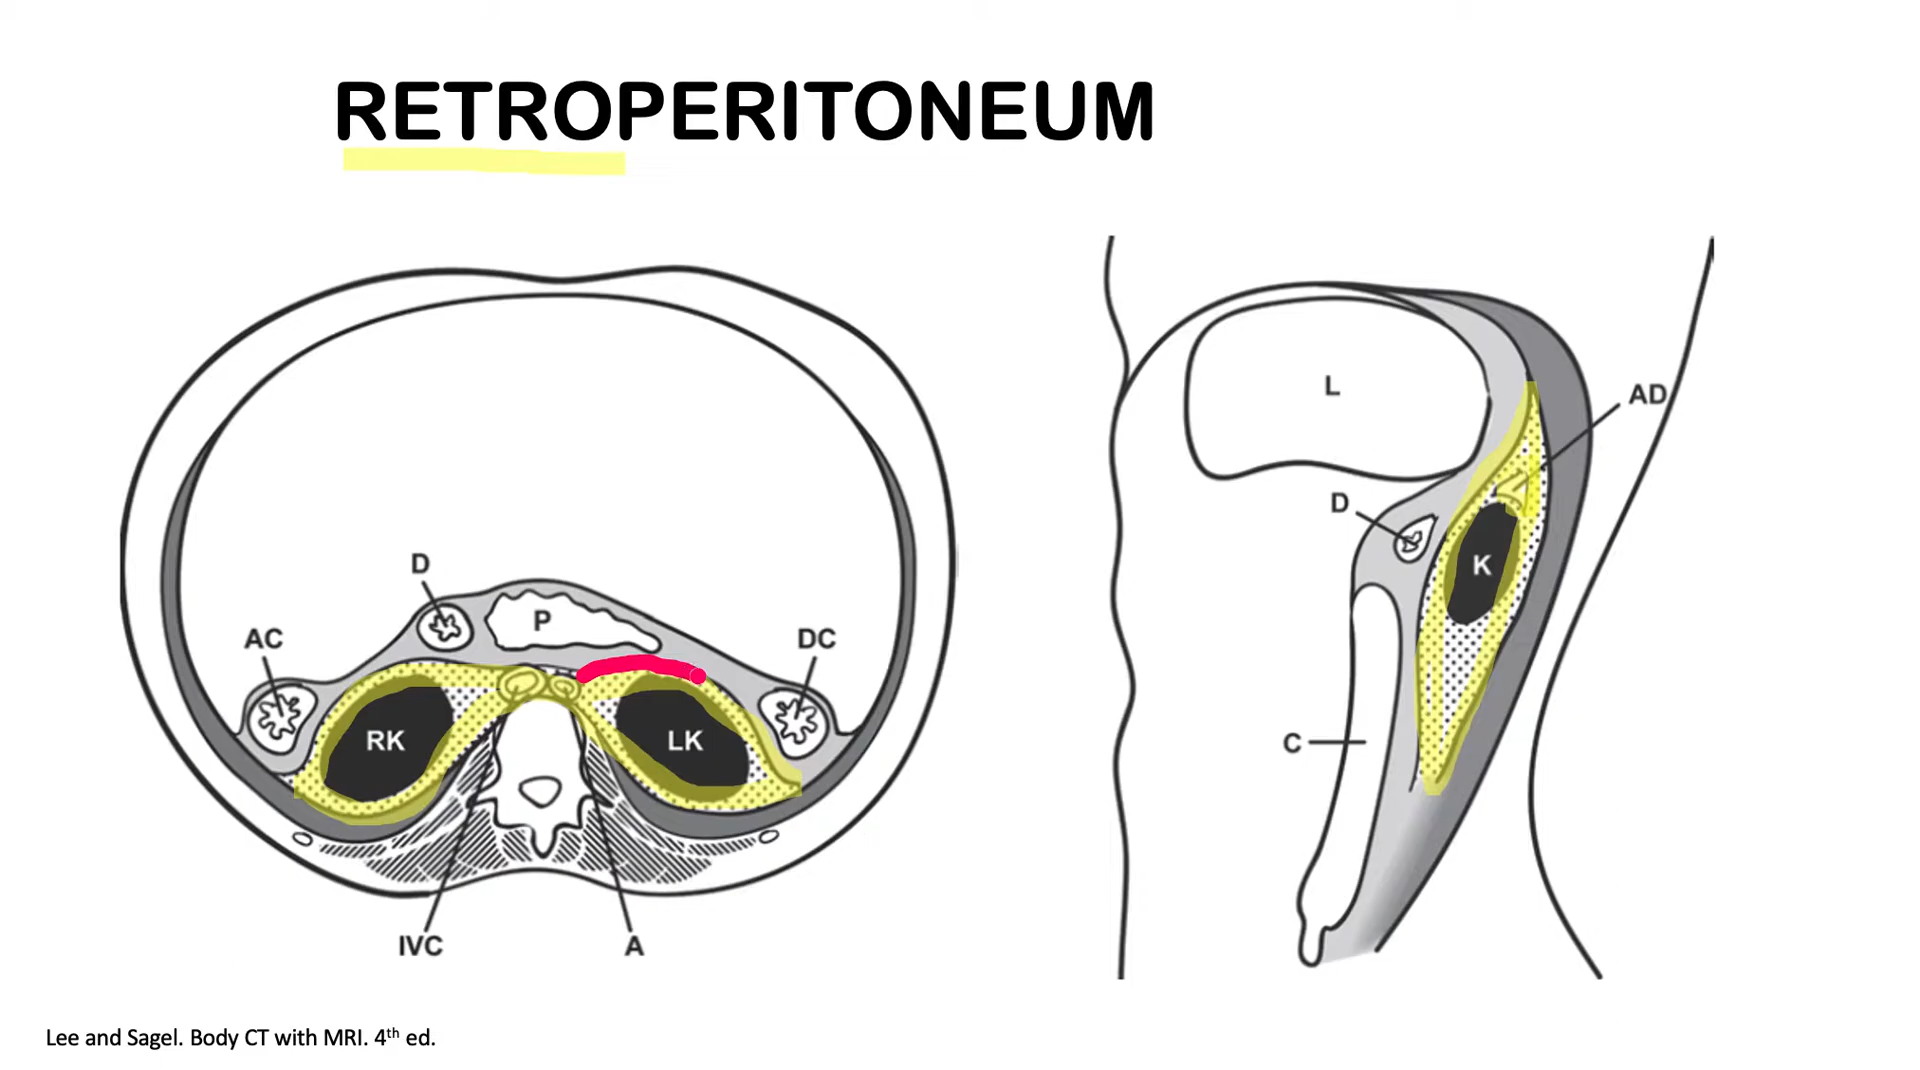 RETROPERITONEUM
L
AD
D
K
D
P
AC
DC
RK
LK
C
IVC
A
Lee and Sagel. Body CT with MRI. 4th ed.